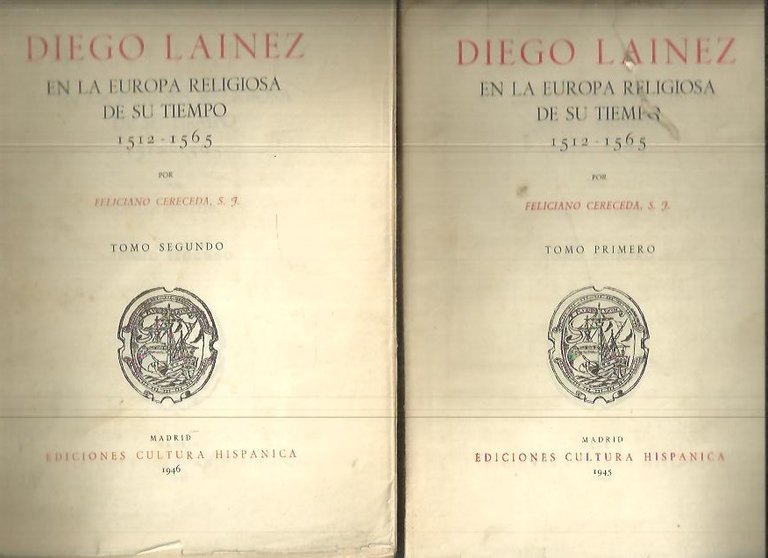 DIEGO LAINEZ
EN LA EUROPA RELIGIOSA
DE SU TIEMPO
1512 - 1565
POR
FELICIANO CERECEDA, S. J.
TOMO SEGUNDO
MADRID
EDICIONES CULTURA HISPANICA
1946
DIEGO LAINEZ
EN LA EUROPA RELIGIOSA
DE SU TIEMPO
1512 - 1565
POR
FELICIANO CERECEDA, S. J.
TOMO PRIMERO
MADRID
EDICIONES CULTURA HISPANICA
1945